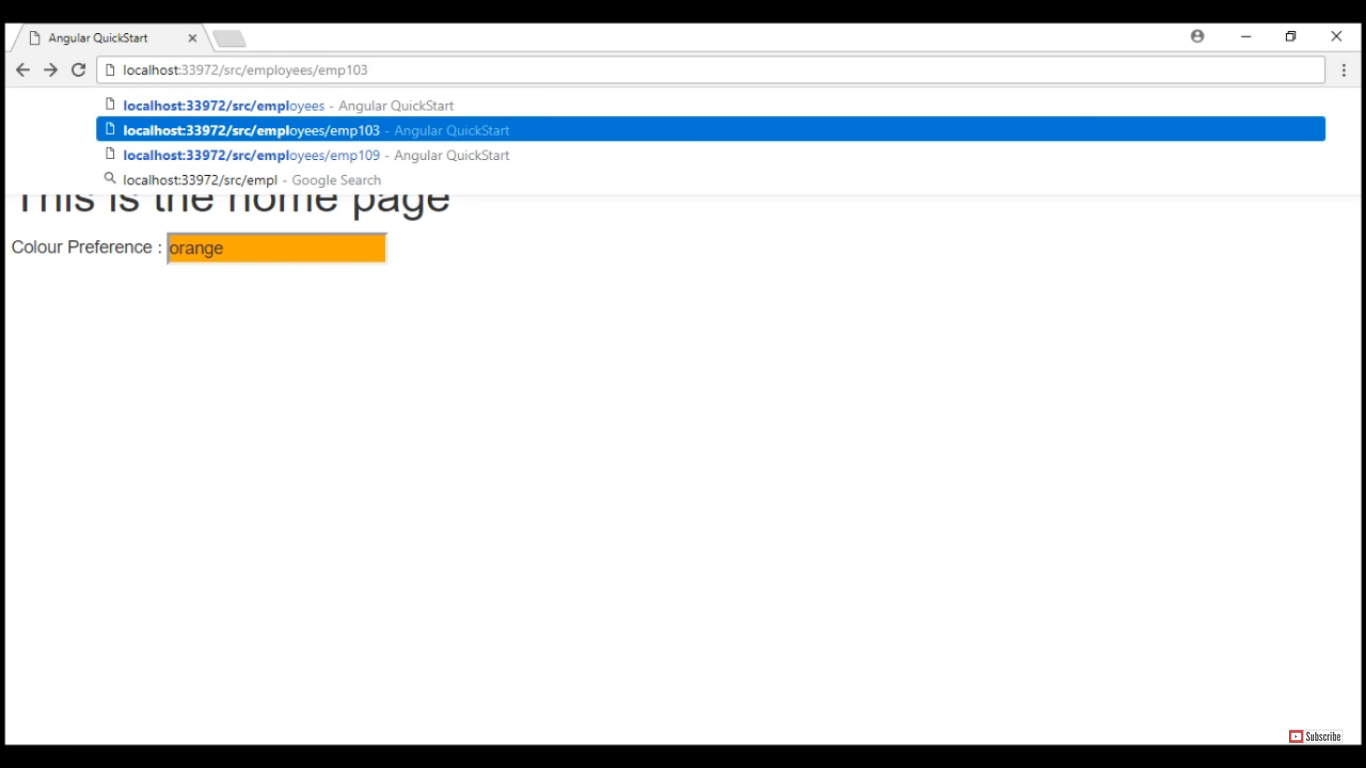 Angular QuickStart
localhost:33972/src/employees/emp103
localhost:33972/src/employees - Angular QuickStart
localhost:33972/src/employees/emp103 - Angular QuickStart
localhost:33972/src/employees/emp109 - Angular QuickStart
localhost:33972/src/empl - Google Search
This is the home page
Colour Preference : orange
Subscribe